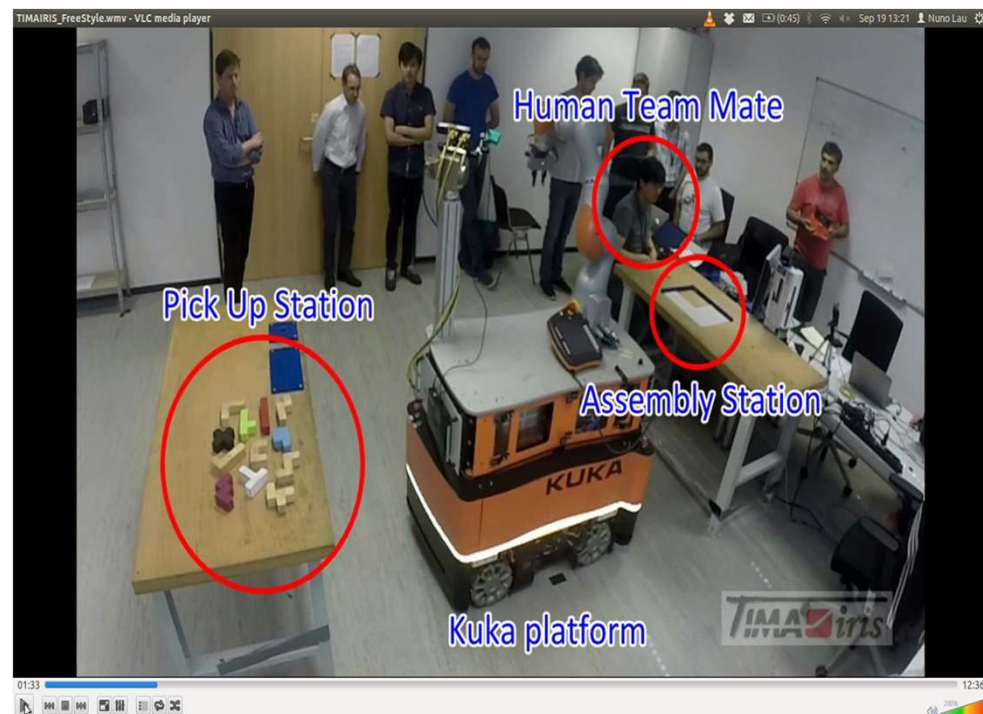 TIMAIRIS_FreeStyle.wmv - VLC media player
(0:45)
Sep 19 13:21
Nuno Lau
Human Team Mate
Pick Up Station
Assembly Station
KUKA
Kuka platform
TIMAIRIS
01:33
12:36
200%